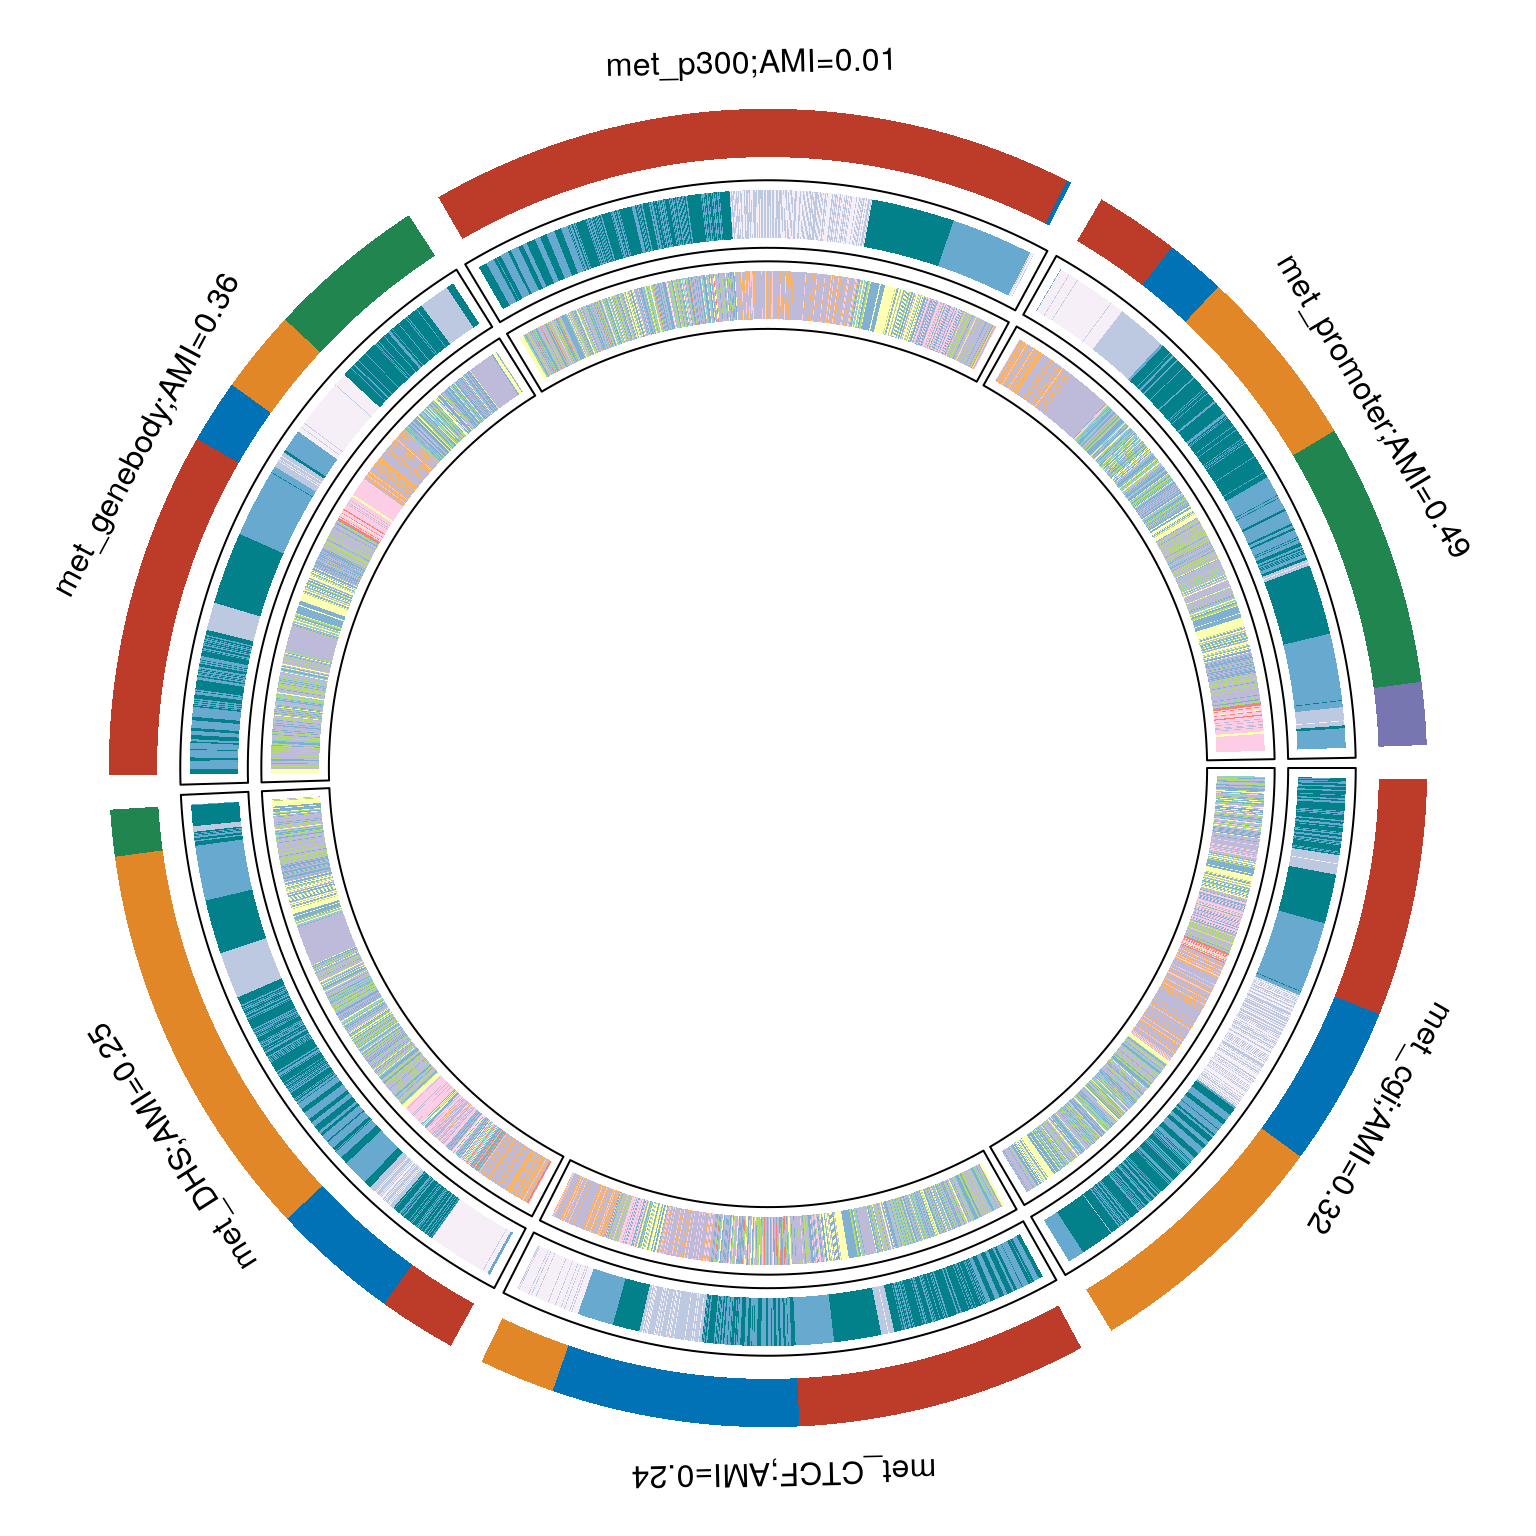 met_p300;AMI=0.01
met_promoter;AMI=0.49
met_cgi;AMI=0.32
met_CTCF;AMI=0.24
met_DHS;AMI=0.25
met_genebody;AMI=0.36